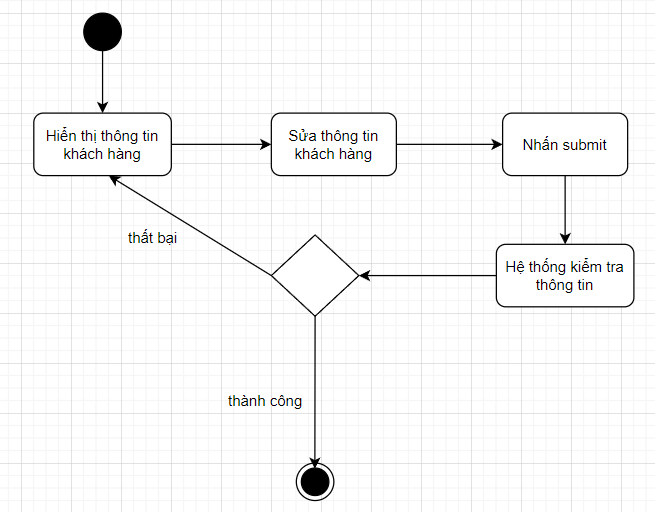 Hiển thị thông tin
khách hàng
Sửa thông tin
khách hàng
Nhấn submit
thất bại
Hệ thống kiểm tra
thông tin
thành công